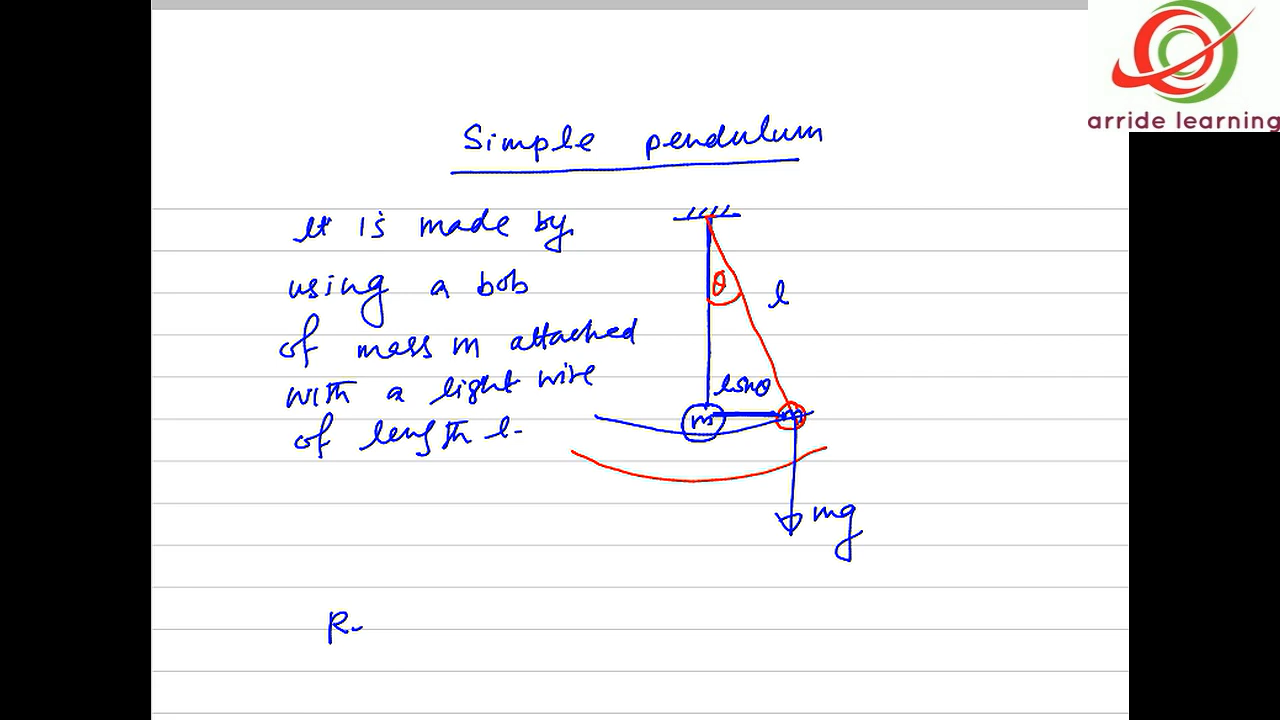 arride learning
Simple pendulum
It is made by
using a bob
of mass m attached
with a light wire
of length l.
θ
l
lsinθ
m
m
mg
R-